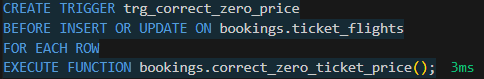 CREATE TRIGGER trg_correct_zero_price
BEFORE INSERT OR UPDATE ON bookings.ticket_flights
FOR EACH ROW
EXECUTE FUNCTION bookings.correct_zero_ticket_price(); 3ms